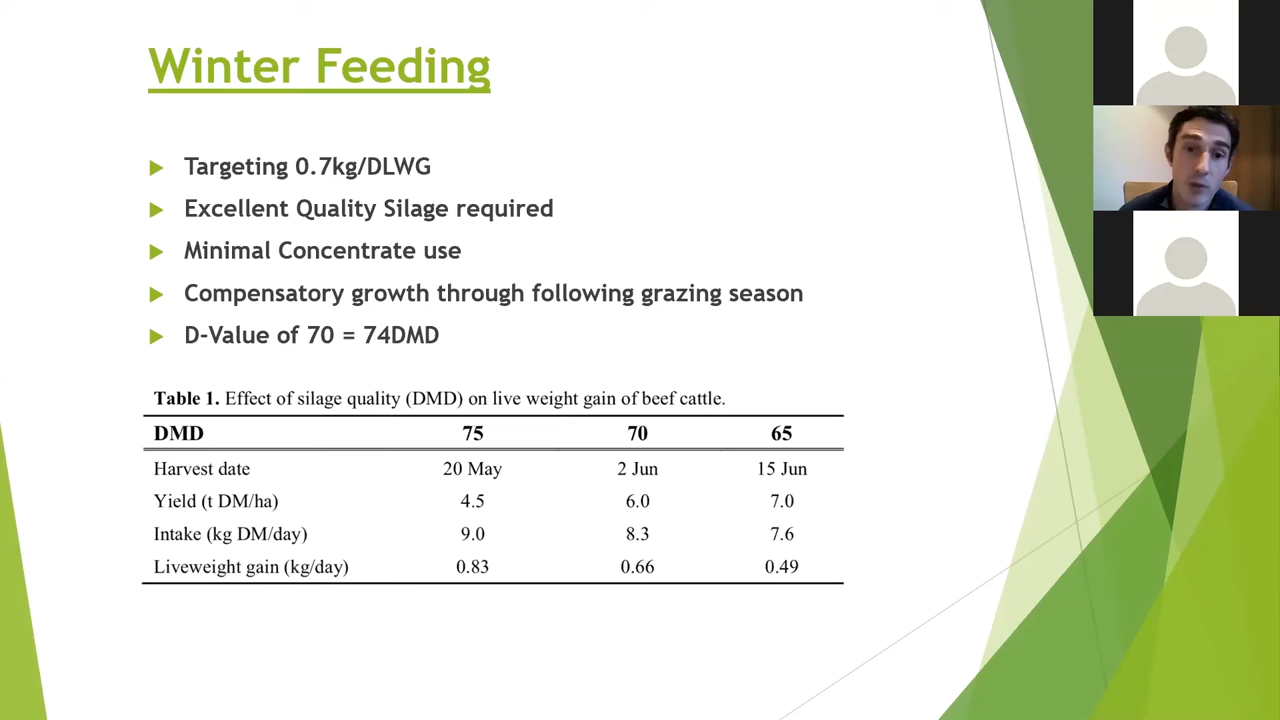 Winter Feeding
Targeting 0.7kg/DLWG
Excellent Quality Silage required
Minimal Concentrate use
Compensatory growth through following grazing season
D-Value of 70 = 74DMD
Table 1. Effect of silage quality (DMD) on live weight gain of beef cattle.
DMD 75 70 65
Harvest date 20 May 2 Jun 15 Jun
Yield (t DM/ha) 4.5 6.0 7.0
Intake (kg DM/day) 9.0 8.3 7.6
Liveweight gain (kg/day) 0.83 0.66 0.49